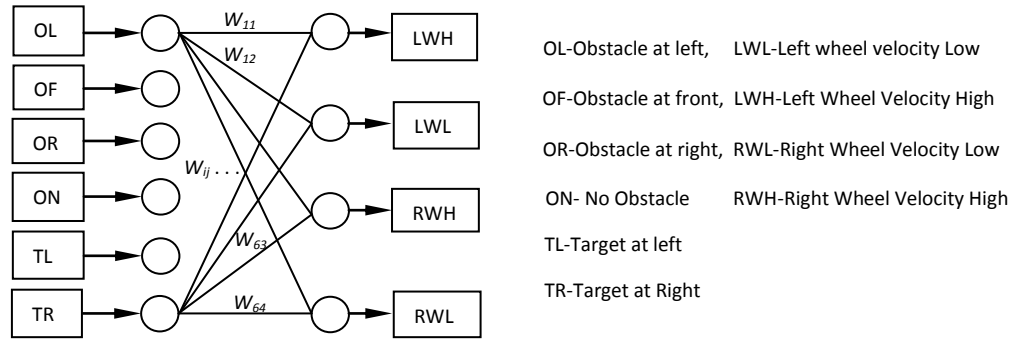 OL
OF
OR
ON
TL
TR
W11
W12
Wij . . .
W63
W64
LWH
LWL
RWH
RWL
OL-Obstacle at left, LWL-Left wheel velocity Low
OF-Obstacle at front, LWH-Left Wheel Velocity High
OR-Obstacle at right, RWL-Right Wheel Velocity Low
ON- No Obstacle RWH-Right Wheel Velocity High
TL-Target at left
TR-Target at Right